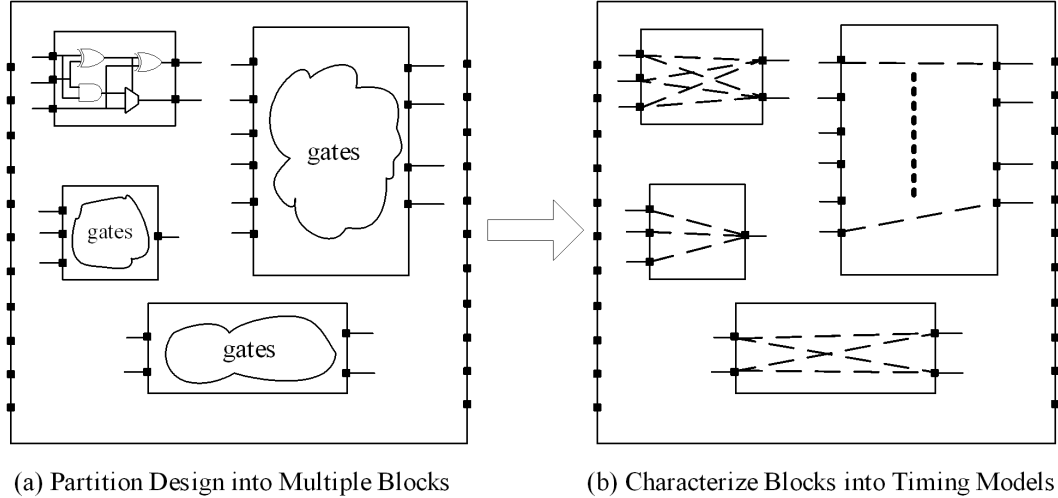 gates
gates
gates
(a) Partition Design into Multiple Blocks
(b) Characterize Blocks into Timing Models